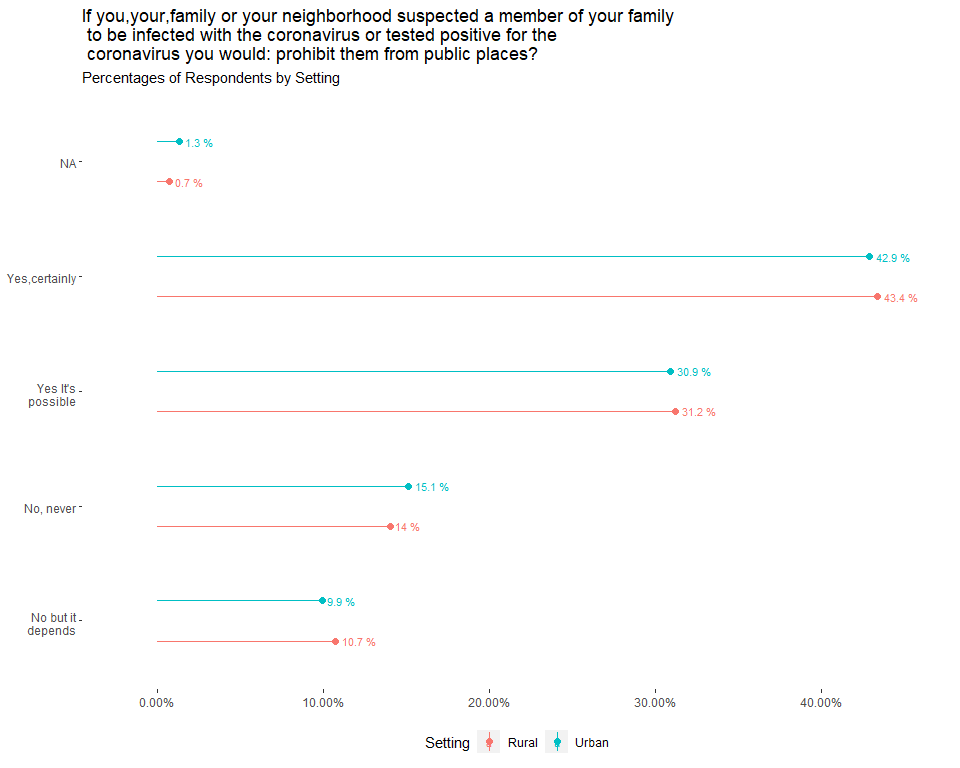 If you,your,family or your neighborhood suspected a member of your family
to be infected with the coronavirus or tested positive for the
coronavirus you would: prohibit them from public places?
Percentages of Respondents by Setting
NA
1.3 %
0.7 %
Yes,certainly
42.9 %
43.4 %
Yes It's
possible
30.9 %
31.2 %
No, never
15.1 %
14 %
No but it
depends
9.9 %
10.7 %
0.00% 10.00% 20.00% 30.00% 40.00%
Setting Rural Urban